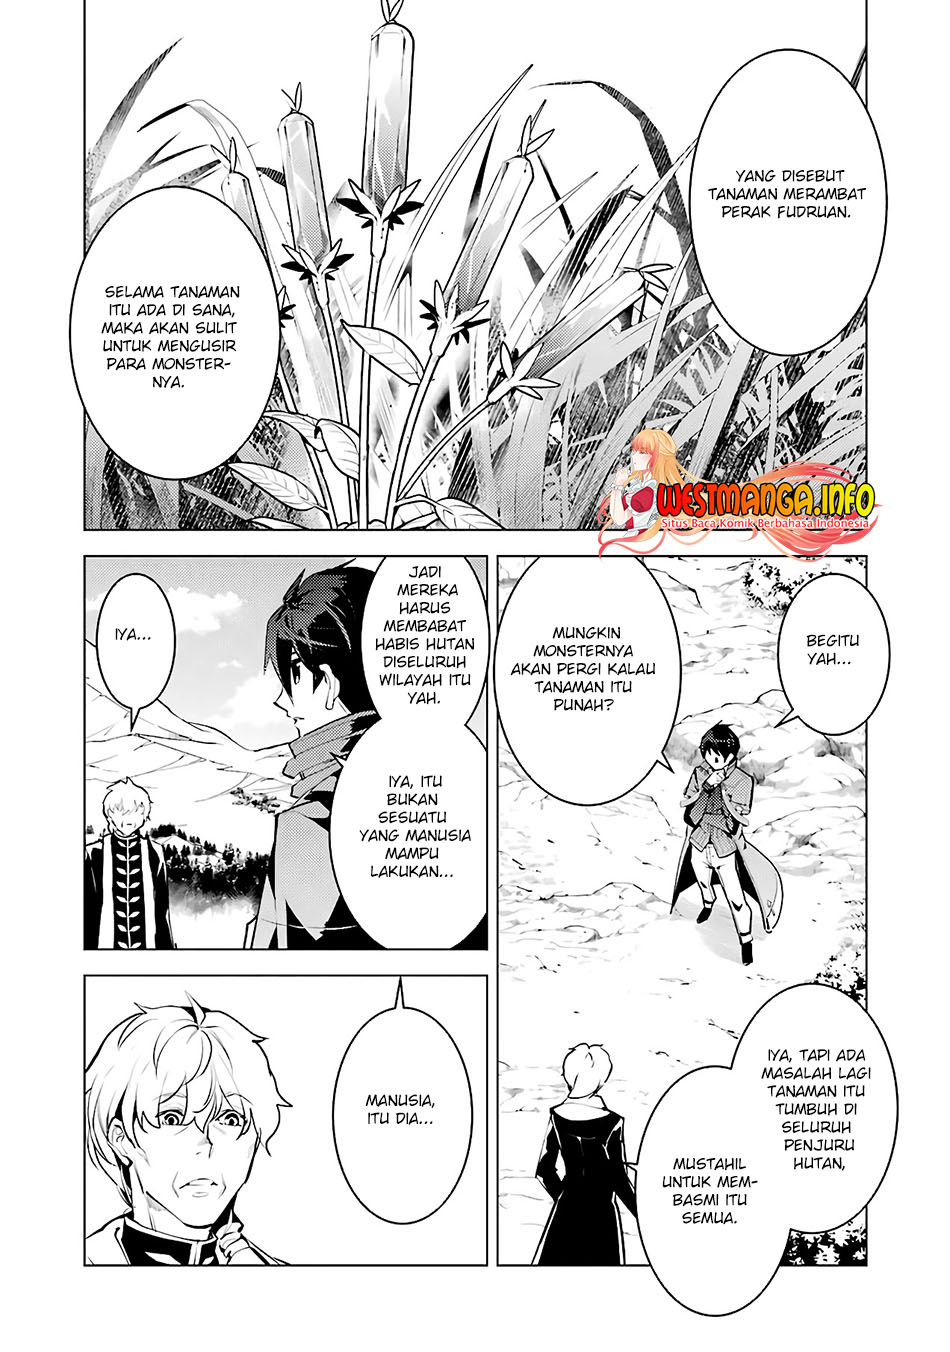 YANG DISEBUT
TANAMAN MERAMBAT
PERAK FUDRUAN.
SELAMA TANAMAN
ITU ADA DI SANA,
MAKA AKAN SULIT
UNTUK MENGUSIR
PARA MONSTER-
NYA.
WESTMANGA.INFO
Situs Baca Komik Berbahasa Indonesia
BEGITU
YAH...
MUNGKIN
MONSTERNYA
AKAN PERGI KALAU
TANAMAN ITU
PUNAH?
IYA, TAPI ADA
MASALAH LAGI
TANAMAN ITU
TUMBUH DI
SELURUH
PENJURU
HUTAN,
MUSTAHIL
UNTUK MEM-
BASMI ITU
SEMUA.
JADI
MEREKA
HARUS
MEMBABAT
HABIS HUTAN
DISELURUH
WILAYAH ITU
YAH.
IYA, ITU
BUKAN
SESUATU
YANG MANUSIA
MAMPU
LAKUKAN...
IYA...
MANUSIA,
ITU DIA...